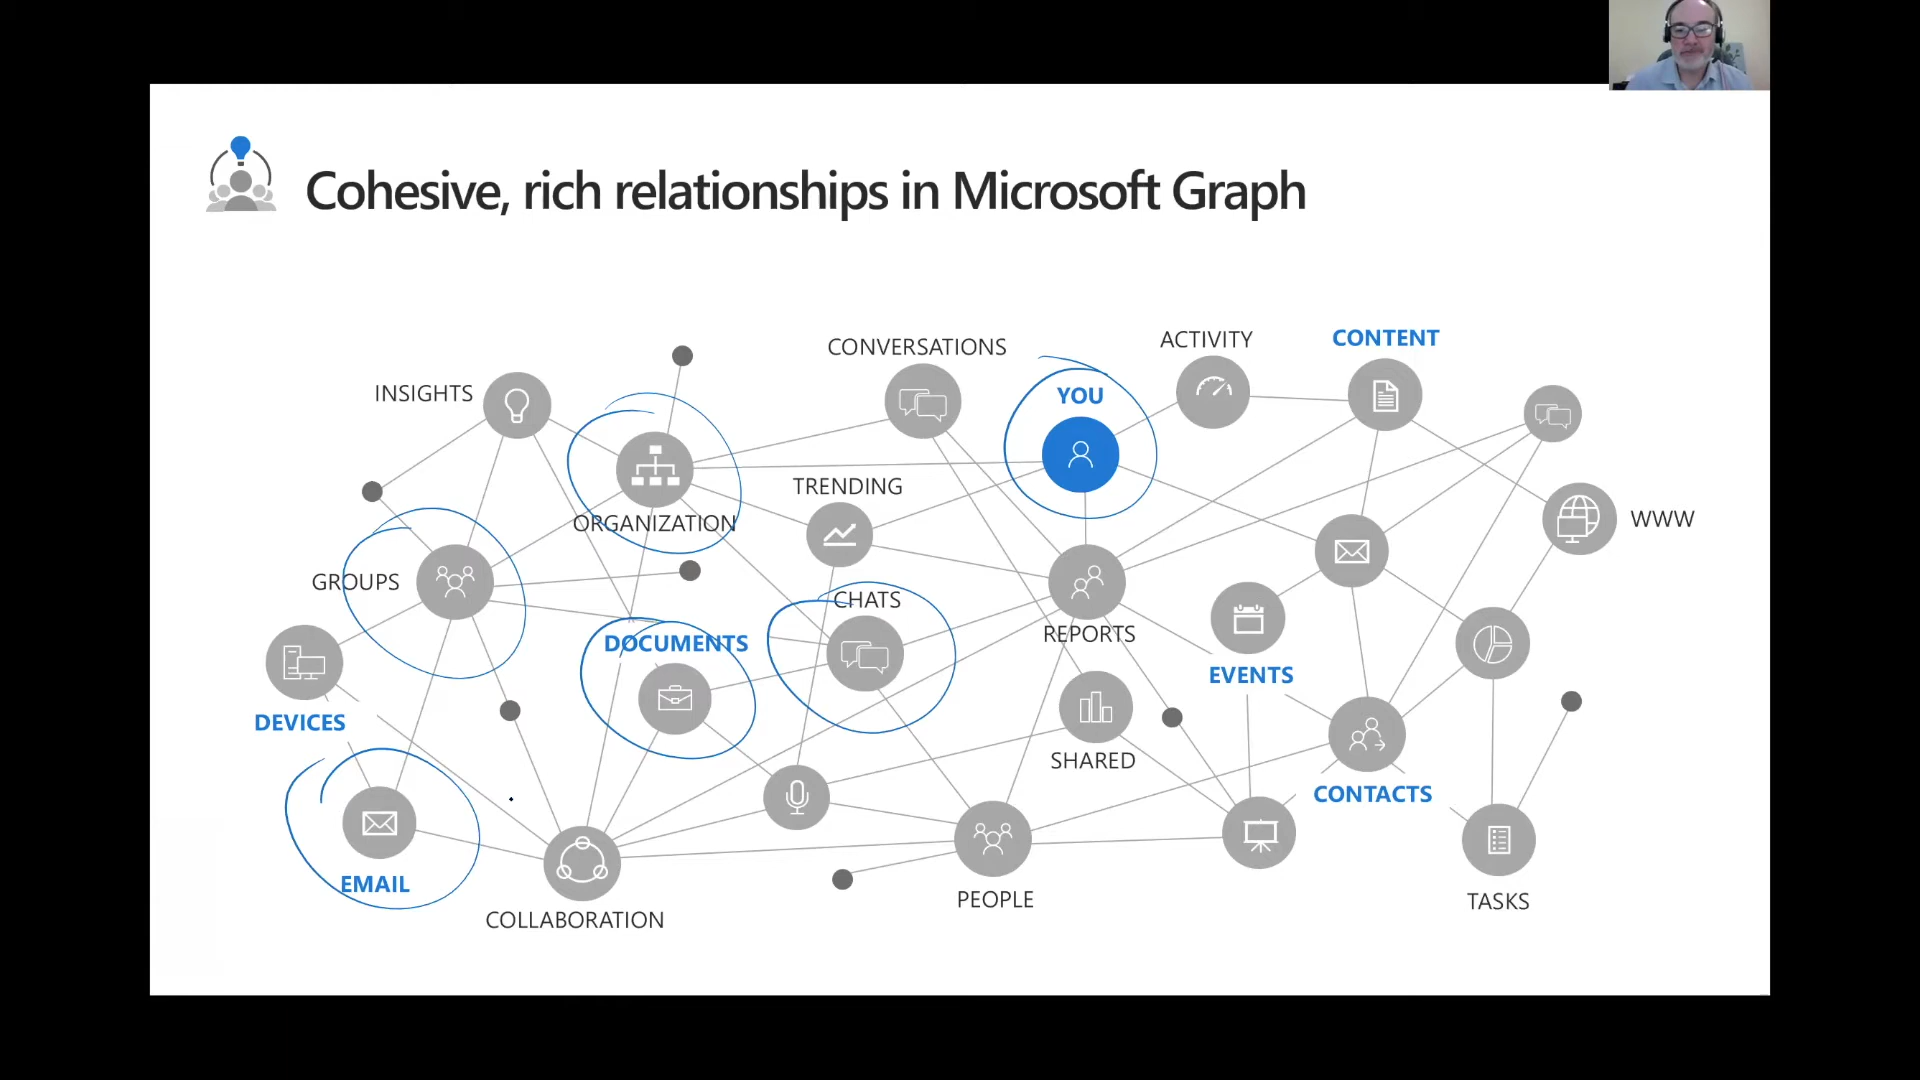 Cohesive, rich relationships in Microsoft Graph
CONVERSATIONS
ACTIVITY
CONTENT
INSIGHTS
YOU
TRENDING
ORGANIZATION
WWW
GROUPS
CHATS
REPORTS
DOCUMENTS
EVENTS
DEVICES
SHARED
CONTACTS
EMAIL
PEOPLE
TASKS
COLLABORATION